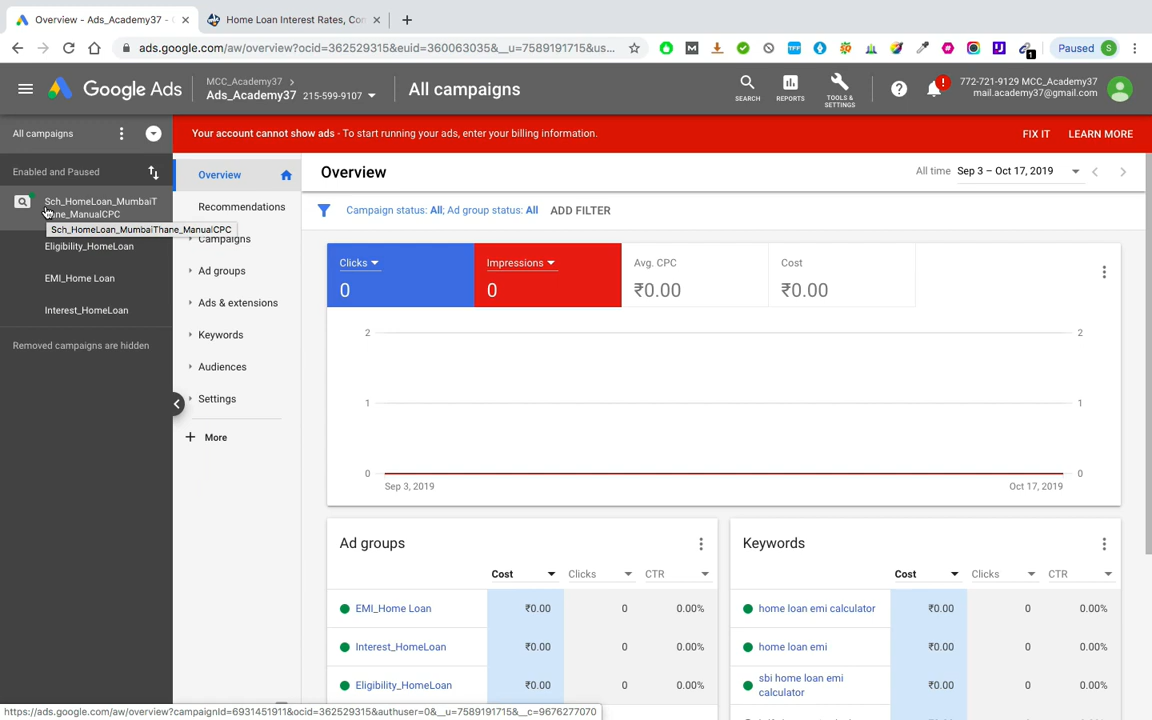 Overview - Ads_Academy37 - G
Home Loan Interest Rates, Con
ads.google.com/aw/overview?ocid=362529315&euid=360063035&__u=7589191715&us...
Paused
S
Google Ads
MCC_Academy37
Ads_Academy37 215-599-9107
All campaigns
SEARCH
REPORTS
TOOLS & SETTINGS
772-721-9129 MCC_Academy37
mail.academy37@gmail.com
All campaigns
Your account cannot show ads - To start running your ads, enter your billing information.
FIX IT
LEARN MORE
Enabled and Paused
Sch_HomeLoan_MumbaiT
hane_ManualCPC
Sch_HomeLoan_MumbaiThane_ManualCPC
Eligibility_HomeLoan
EMI_Home Loan
Interest_HomeLoan
Removed campaigns are hidden
Overview
Recommendations
Campaigns
Ad groups
Ads & extensions
Keywords
Audiences
Settings
More
Overview
All time Sep 3 – Oct 17, 2019
Campaign status: All; Ad group status: All ADD FILTER
Clicks
0
Impressions
0
Avg. CPC
₹0.00
Cost
₹0.00
2
2
1
1
0
0
Sep 3, 2019
Oct 17, 2019
Ad groups
Cost Clicks CTR
EMI_Home Loan ₹0.00 0 0.00%
Interest_HomeLoan ₹0.00 0 0.00%
Eligibility_HomeLoan ₹0.00 0 0.00%
Keywords
Cost Clicks CTR
home loan emi calculator ₹0.00 0 0.00%
home loan emi ₹0.00 0 0.00%
sbi home loan emi
calculator ₹0.00 0 0.00%
https://ads.google.com/aw/overview?campaignId=6931451911&ocid=362529315&authuser=0&__u=7589191715&__c=9676277070